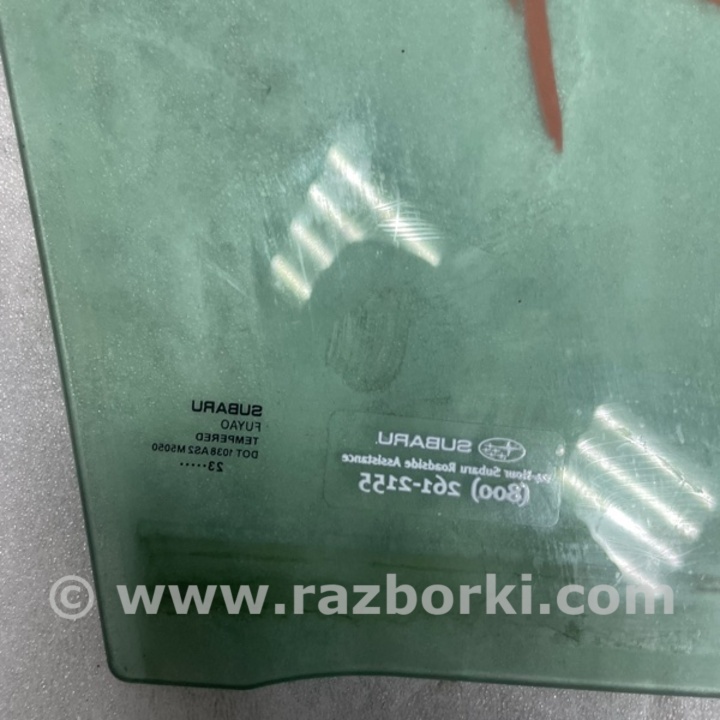 SUBARU
FUYAO
TEMPERED
DOT 1038 AS2 M5050
23·····
SUBARU
24-Hour Subaru Roadside Assistance
(800) 261-2155
© www.razborki.com